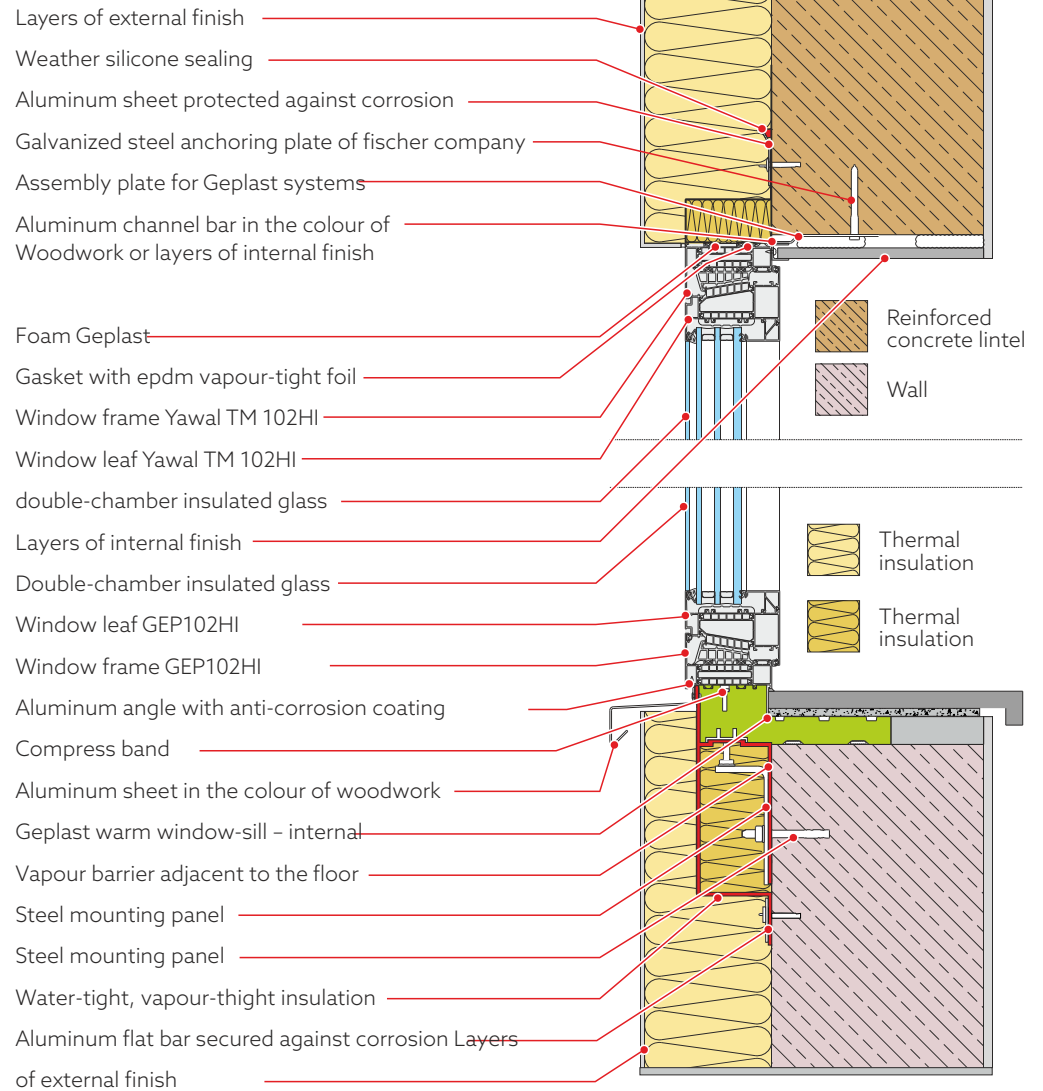 Layers of external finish
Weather silicone sealing
Aluminum sheet protected against corrosion
Galvanized steel anchoring plate of fischer company
Assembly plate for Geplast systems
Aluminum channel bar in the colour of
Woodwork or layers of internal finish
Foam Geplast
Gasket with epdm vapour-tight foil
Window frame Yawal TM 102HI
Window leaf Yawal TM 102HI
double-chamber insulated glass
Layers of internal finish
Double-chamber insulated glass
Window leaf GEP102HI
Window frame GEP102HI
Aluminum angle with anti-corrosion coating
Compress band
Aluminum sheet in the colour of woodwork
Geplast warm window-sill – internal
Vapour barrier adjacent to the floor
Steel mounting panel
Steel mounting panel
Water-tight, vapour-thight insulation
Aluminum flat bar secured against corrosion Layers
of external finish
Reinforced
concrete lintel
Wall
Thermal
insulation
Thermal
insulation